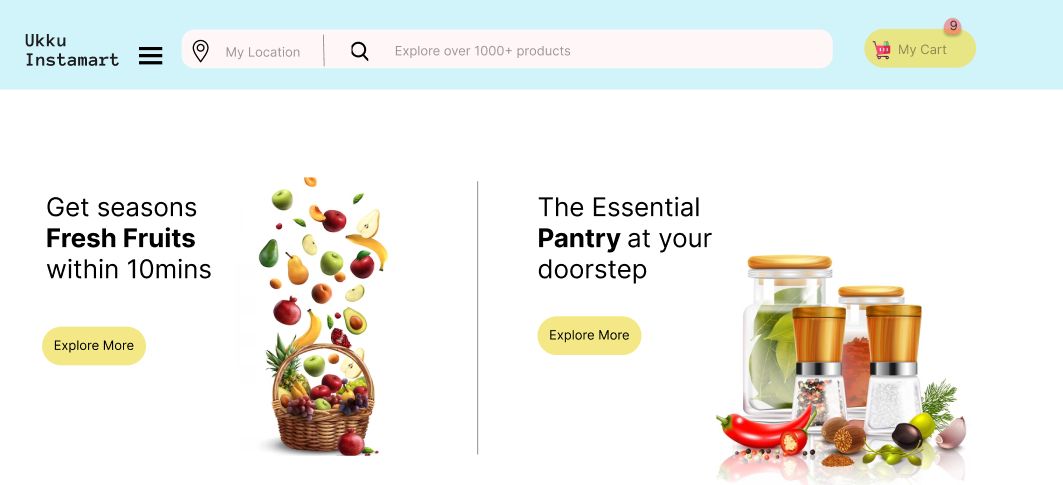 Ukku
Instamart
My Location
Explore over 1000+ products
9
My Cart
Get seasons
Fresh Fruits
within 10mins
Explore More
The Essential
Pantry at your
doorstep
Explore More